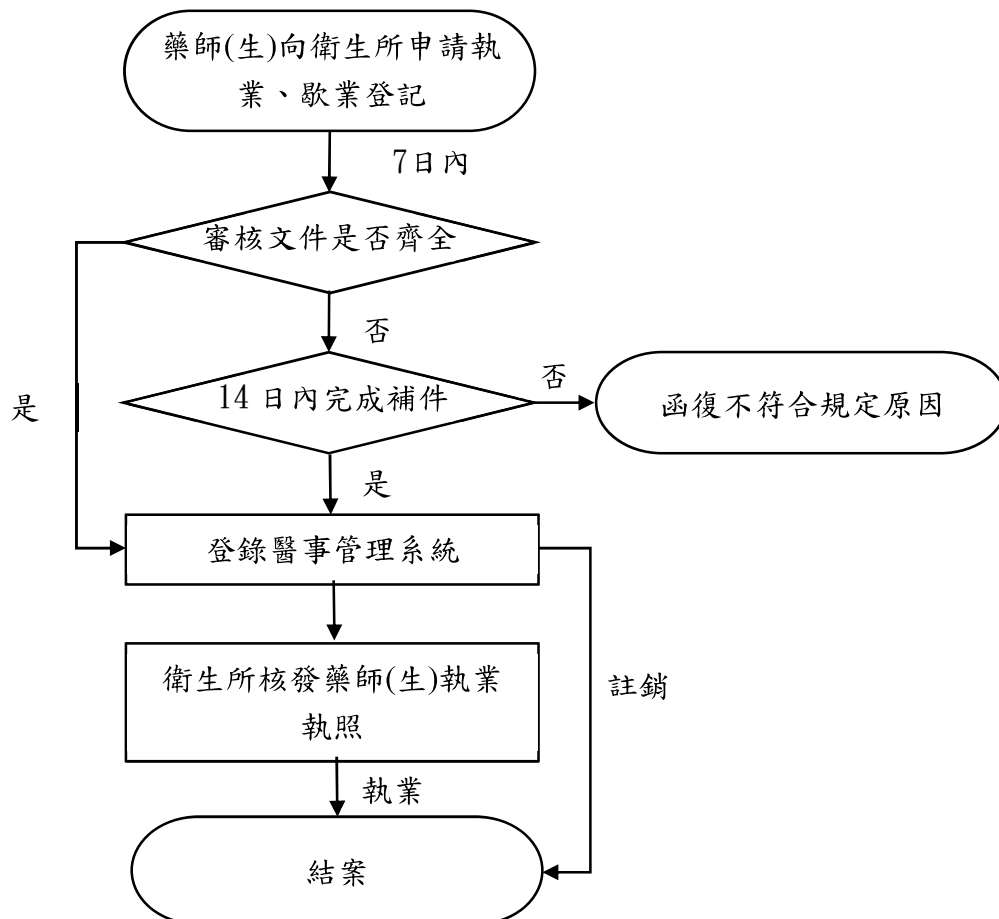 藥師(生)向衛生所申請執
業、歇業登記
7日內
審核文件是否齊全
否
是
14 日內完成補件
否
函復不符合規定原因
是
登錄醫事管理系統
衛生所核發藥師(生)執業
執照
註銷
執業
結案